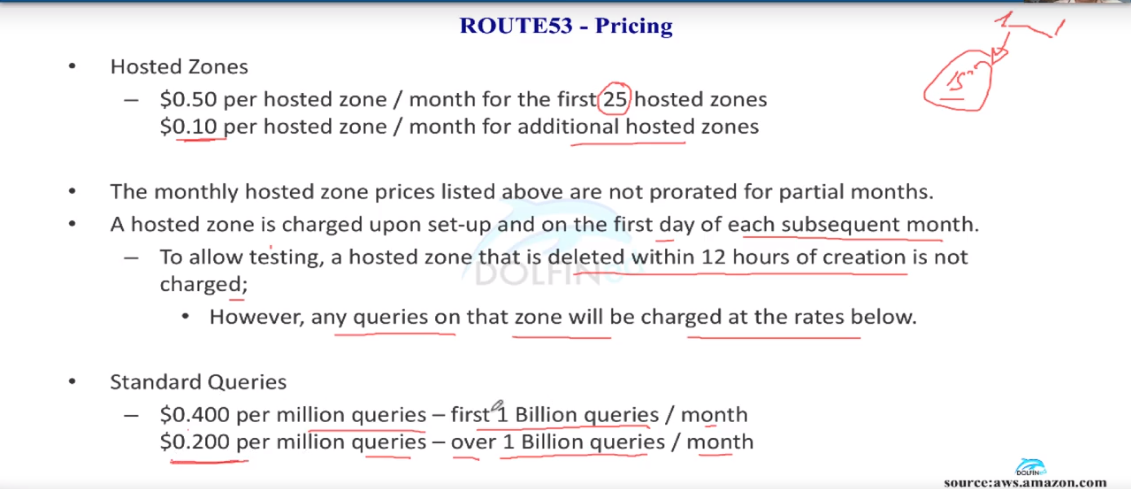 ROUTE53 - Pricing
• Hosted Zones
– $0.50 per hosted zone / month for the first 25 hosted zones
$0.10 per hosted zone / month for additional hosted zones
• The monthly hosted zone prices listed above are not prorated for partial months.
• A hosted zone is charged upon set-up and on the first day of each subsequent month.
– To allow testing, a hosted zone that is deleted within 12 hours of creation is not
charged;
• However, any queries on that zone will be charged at the rates below.
• Standard Queries
– $0.400 per million queries – first 1 Billion queries / month
$0.200 per million queries – over 1 Billion queries / month
DOLFIN
DOLFIN
source:aws.amazon.com